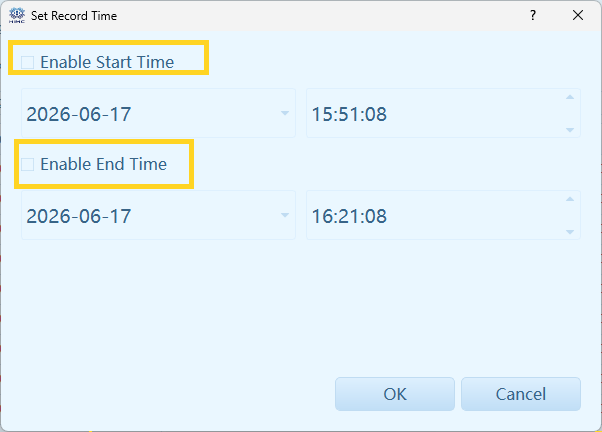 HIMC
Set Record Time
?
Enable Start Time
2026-06-17
15:51:08
Enable End Time
2026-06-17
16:21:08
OK
Cancel